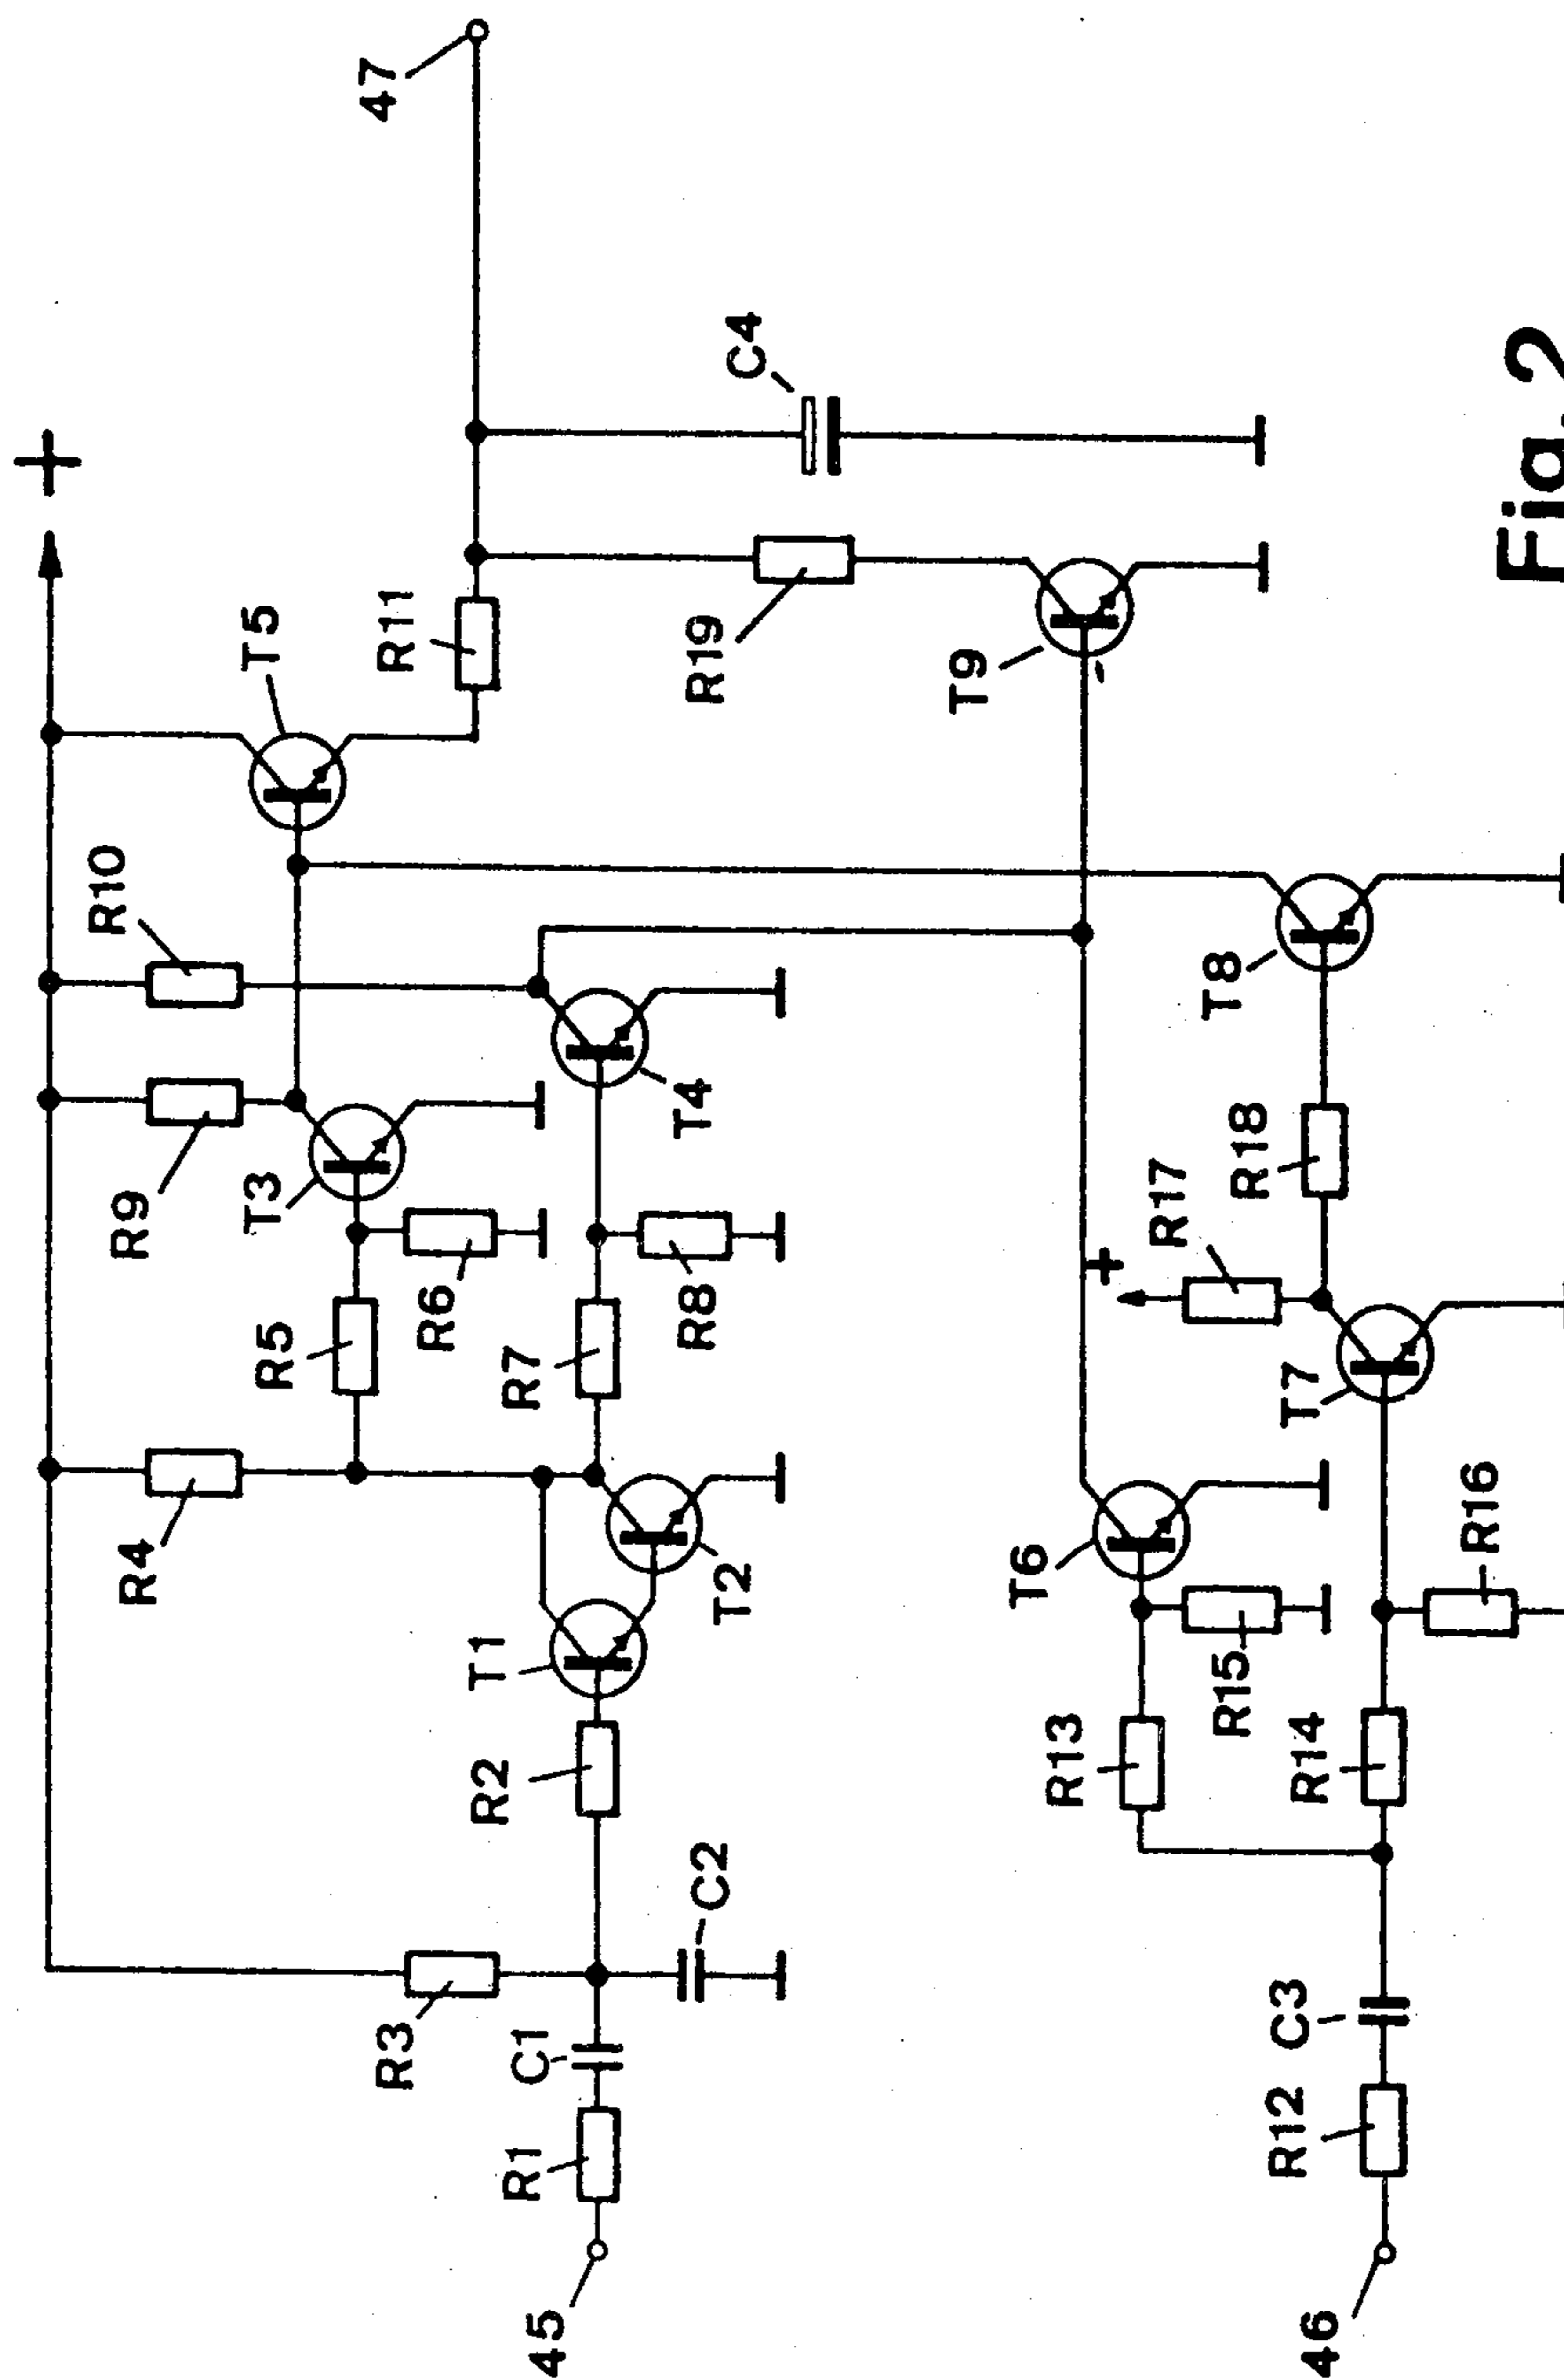 47
+
T5
R11
C4
R10
R19
T9
R9
T3
T4
T8
R5
R6
R7
R8
R17
+
R18
R4
T1
T2
T6
T7
R2
R13
R15
R14
R16
R3
C1
C2
R1
C3
R12
45
46
Fig.2